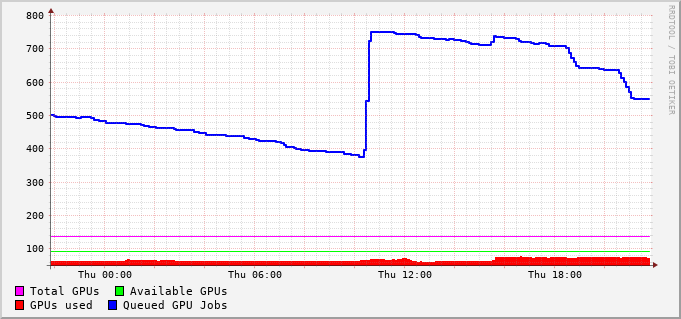 800
700
600
500
400
300
200
100
Thu 00:00 Thu 06:00 Thu 12:00 Thu 18:00
Total GPUs Available GPUs
GPUs used Queued GPU Jobs
RRDTOOL / TOBI OETIKER